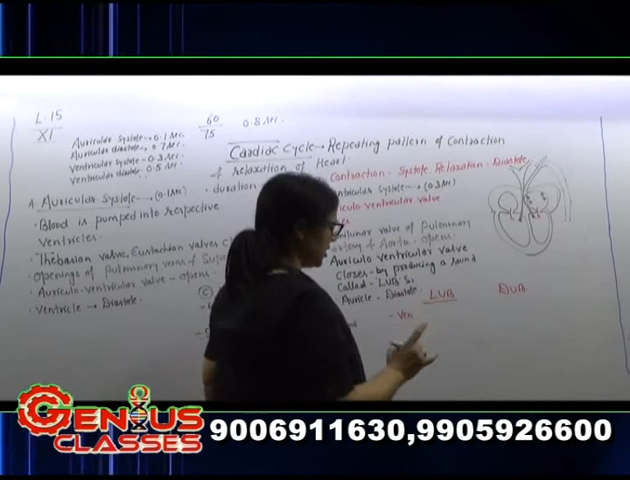 L-15
XI
Auricular Systole → 0.1 sec.
Auricular diastole → 0.7 sec.
Ventricular Systole - 0.3 sec.
Ventricular diastole - 0.5 sec.
60
75
0.8 sec.
Cardiac Cycle → Repeating pattern of Contraction
& relaxation of Heart.
duration
Contraction - Systole, Relaxation - Diastole
A. Auricular Systole → (0.1 sec)
Blood is pumped into respective
Ventricles.
Thebasian valve, Eustachian valves
openings of Pulmonary veins &
Auriculo-Ventricular valve - opens.
Ventricle → Diastole
Ventricular Systole → (0.3 sec)
ventricular valve
semilunar valve of Pulmonary
artery & Aorta - opens.
Auriculo ventricular valve
Closes - by producing a sound
called - LUB S1
Auricle - Diastole
LUB
DUB
- Ven
GENIUS
CLASSES
9006911630,9905926600